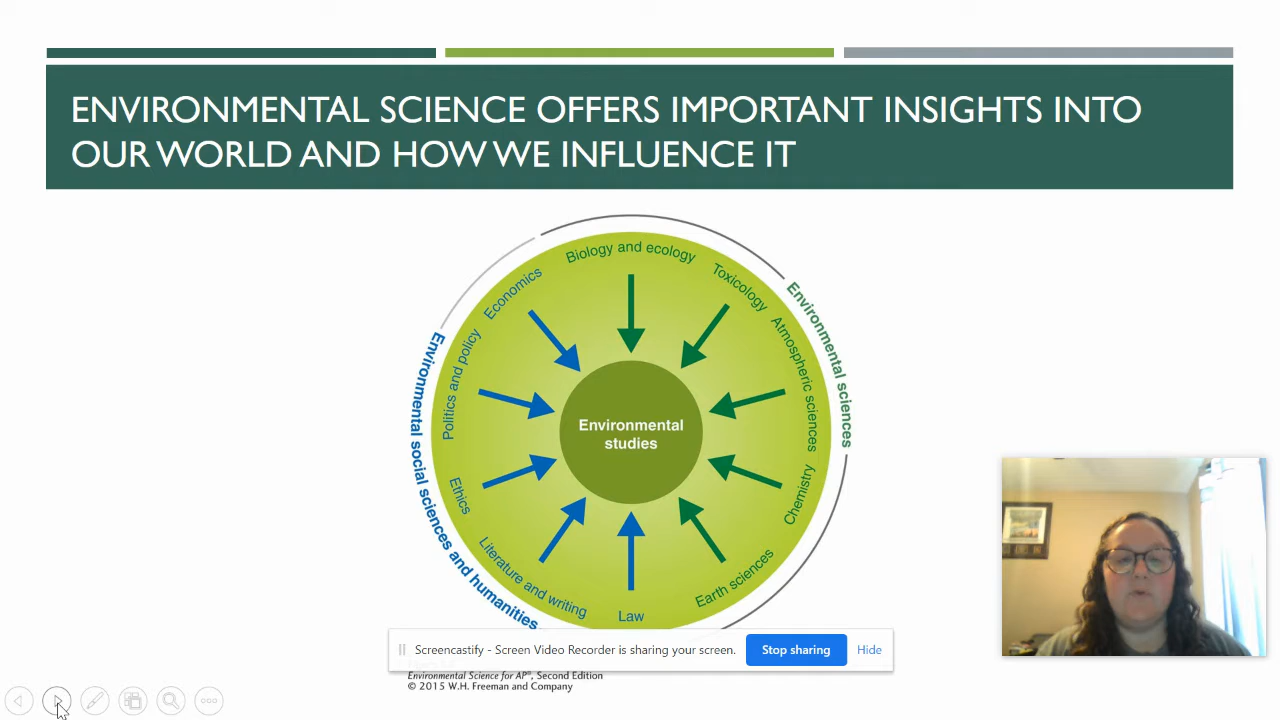 ENVIRONMENTAL SCIENCE OFFERS IMPORTANT INSIGHTS INTO
OUR WORLD AND HOW WE INFLUENCE IT
Biology and ecology
Toxicology
Atmospheric sciences
Chemistry
Earth sciences
Law
Literature and writing
Ethics
Politics and policy
Economics
Environmental sciences
Environmental social sciences and humanities
Environmental
studies
Screencastify - Screen Video Recorder is sharing your screen.
Stop sharing
Hide
Environmental Science for AP®, Second Edition
© 2015 W.H. Freeman and Company